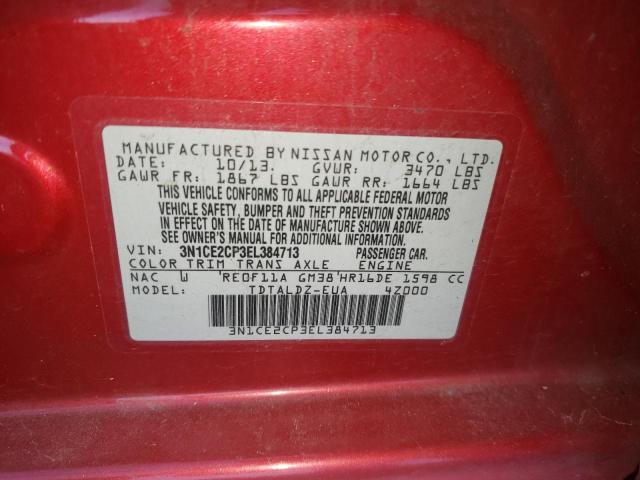 MANUFACTURED BY NISSAN MOTOR CO., LTD.
DATE: 10/13. GVWR: 3470 LBS
GAWR FR: 1867 LBS GAWR RR: 1664 LBS
THIS VEHICLE CONFORMS TO ALL APPLICABLE FEDERAL MOTOR
VEHICLE SAFETY, BUMPER AND THEFT PREVENTION STANDARDS
IN EFFECT ON THE DATE OF MANUFACTURE SHOWN ABOVE.
SEE OWNER'S MANUAL FOR ADDITIONAL INFORMATION.
VIN: 3N1CE2CP3EL384713 PASSENGER CAR.
COLOR TRIM TRANS AXLE ENGINE
NAC W 'RE0F11A GM38'HR16DE 1598 CC
MODEL: TDTALDZ-EUA 4Z000
3N1CE2CP3EL384713